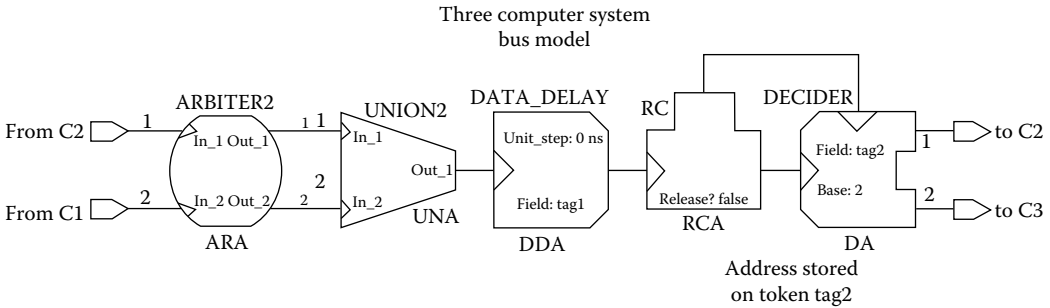 Three computer system
bus model
ARBITER2
UNION2
DATA_DELAY
RC
DECIDER
From C2
1
In_1 Out_1
1 1
In_1
Unit_step: 0 ns
Field: tag2
1
to C2
Out_1
From C1
2
In_2 Out_2
2
2
In_2
Field: tag1
Release? false
Base: 2
2
to C3
ARA
UNA
DDA
RCA
DA
Address stored
on token tag2